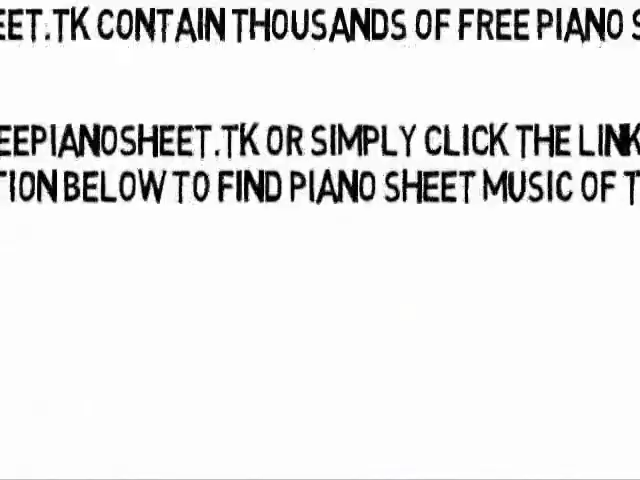 EET.TK CONTAIN THOUSANDS OF FREE PIANO S
EEPIANOSHEET.TK OR SIMPLY CLICK THE LINK
TION BELOW TO FIND PIANO SHEET MUSIC OF T